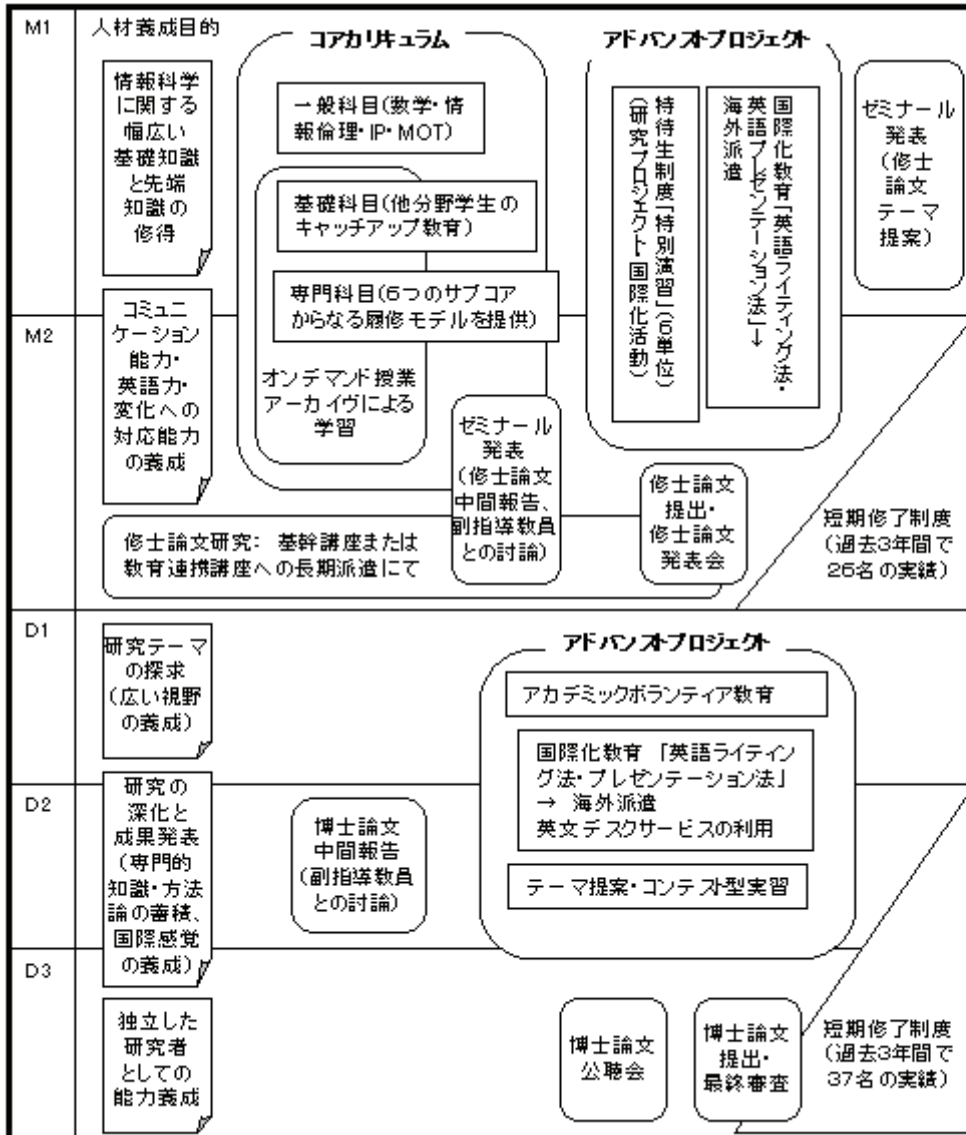 M1
人材養成目的
情報科学
に関する
幅広い
基礎知識
と先端
知識の
修得
コアカリキュラム
一般科目(数学・情
報倫理・IP・MOT)
基礎科目(他分野学生の
キャッチアップ教育)
専門科目(6つのサブコア
からなる履修モデルを提供)
オンデマンド授業
アーカイヴによる
学習
アドバンストプロジェクト
特待生制度「特別演習」(6単位)
(研究プロジェクト・国際化活動)
国際化教育「英語ライティング法・
英語プレゼンテーション法」→
海外派遣
ゼミナール
発表
(修士
論文
テーマ
提案)
M2
コミュニ
ケーション
能力・
英語力・
変化への
対応能力
の養成
ゼミナール
発表
(修士論文
中間報告、
副指導教員
との討論)
修士論文
提出・
修士論文
発表会
修士論文研究: 基幹講座または
教育連携講座への長期派遣にて
短期修了制度
(過去3年間で
26名の実績)
D1
研究テーマ
の探求
(広い視野
の養成)
アドバンストプロジェクト
アカデミックボランティア教育
国際化教育 「英語ライティン
グ法・プレゼンテーション法」
→ 海外派遣
英文デスクサービスの利用
テーマ提案・コンテスト型実習
D2
研究の
深化と
成果発表
(専門的
知識・方法
論の蓄積、
国際感覚
の養成)
博士論文
中間報告
(副指導教員
との討論)
D3
独立した
研究者
としての
能力養成
博士論文
公聴会
博士論文
提出・
最終審査
短期修了制度
(過去3年間で
37名の実績)